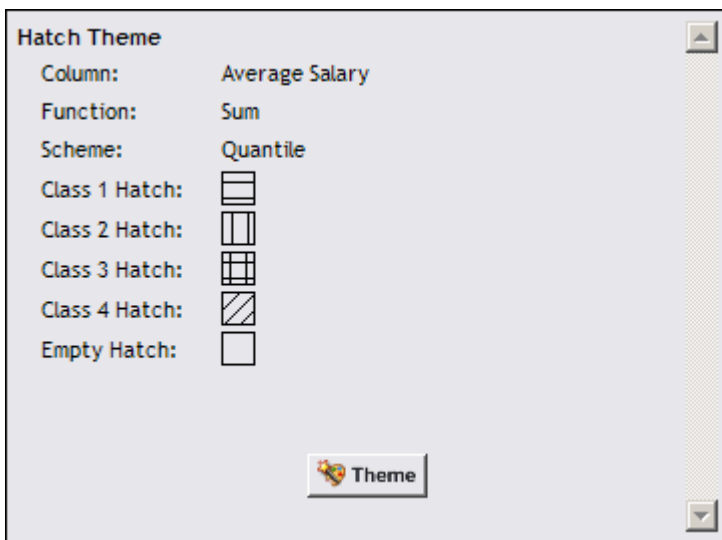 Hatch Theme
Column: Average Salary
Function: Sum
Scheme: Quantile
Class 1 Hatch:
Class 2 Hatch:
Class 3 Hatch:
Class 4 Hatch:
Empty Hatch:
Theme